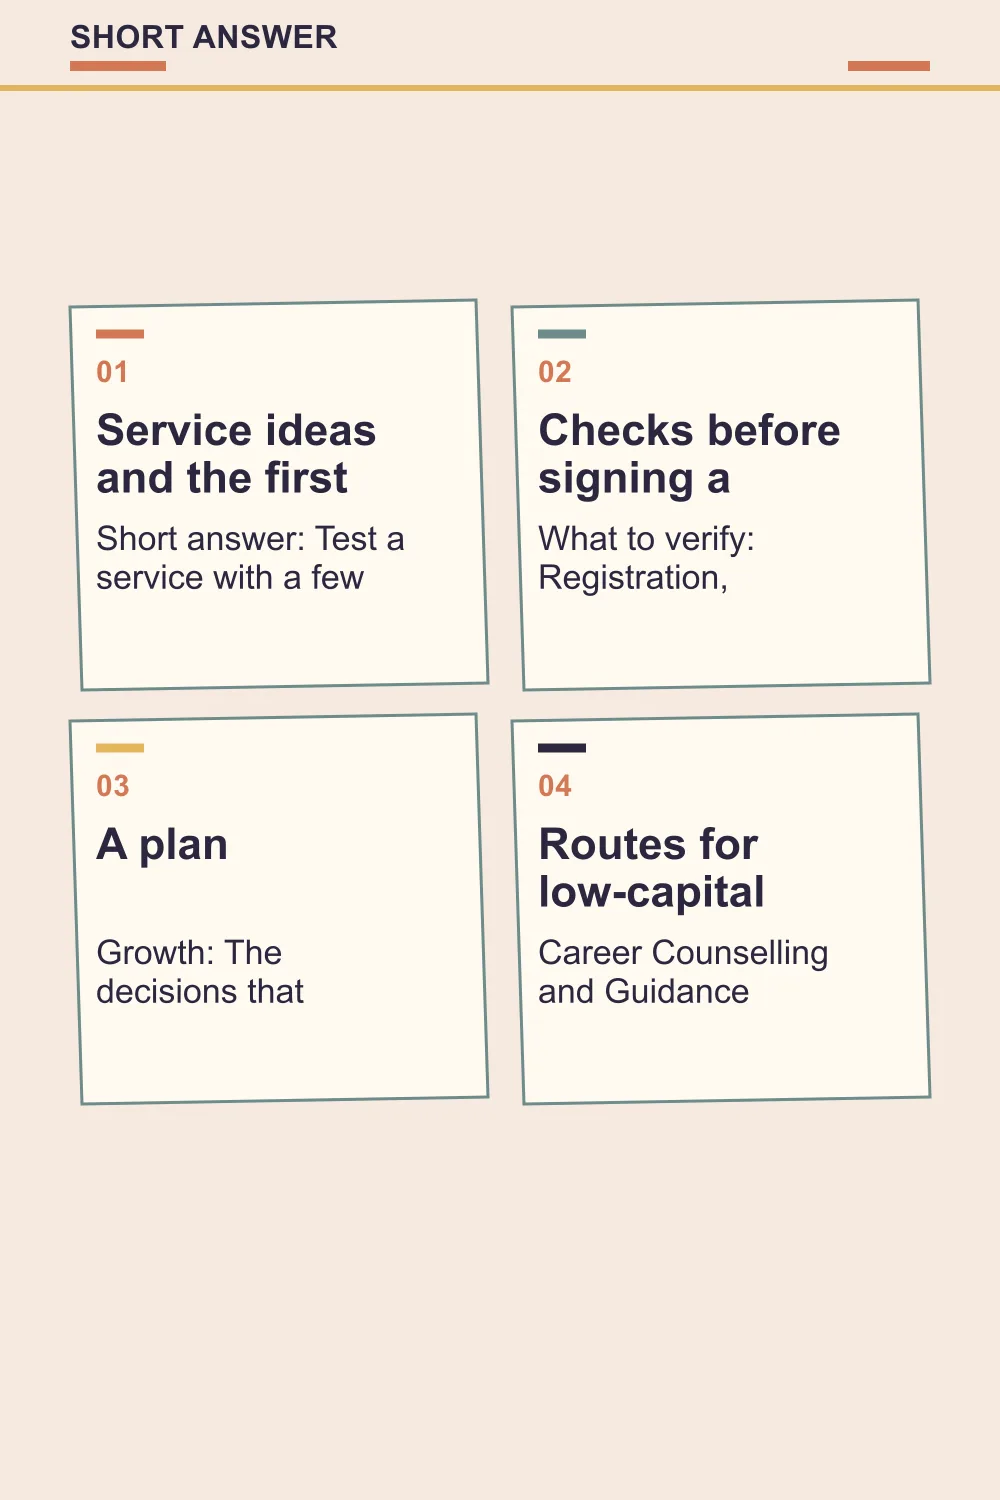 SHORT ANSWER
01
Service ideas
and the first
Short answer: Test a
service with a few
02
Checks before
signing a
What to verify:
Registration,
03
A plan
Growth: The
decisions that
04
Routes for
low-capital
Career Counselling
and Guidance